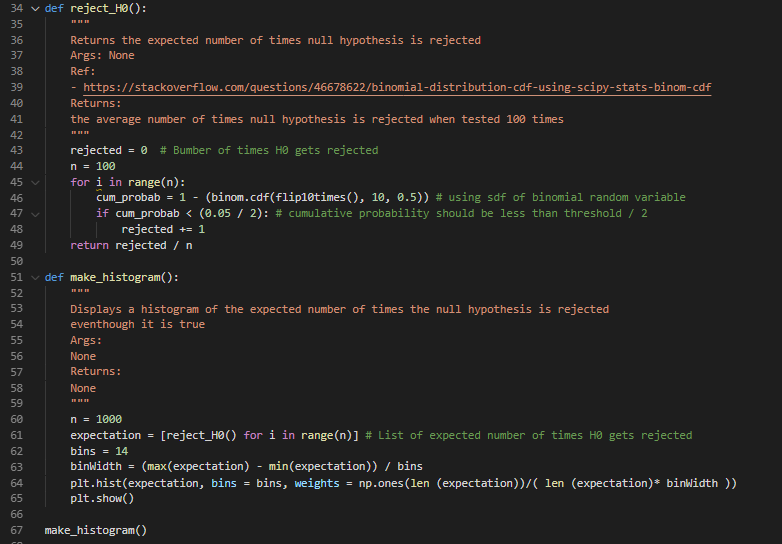 34 def reject_H0():
35 """
36 Returns the expected number of times null hypothesis is rejected
37 Args: None
38 Ref:
39 - https://stackoverflow.com/questions/46678622/binomial-distribution-cdf-using-scipy-stats-binom-cdf
40 Returns:
41 the average number of times null hypothesis is rejected when tested 100 times
42 """
43 rejected = 0  # Bumber of times H0 gets rejected
44 n = 100
45 for i in range(n):
46 cum_probab = 1 - (binom.cdf(flip10times(), 10, 0.5)) # using sdf of binomial random variable
47 if cum_probab < (0.05 / 2): # cumulative probability should be less than threshold / 2
48 rejected += 1
49 return rejected / n
50
51 def make_histogram():
52 """
53 Displays a histogram of the expected number of times the null hypothesis is rejected
54 eventhough it is true
55 Args:
56 None
57 Returns:
58 None
59 """
60 n = 1000
61 expectation = [reject_H0() for i in range(n)] # List of expected number of times H0 gets rejected
62 bins = 14
63 binWidth = (max(expectation) - min(expectation)) / bins
64 plt.hist(expectation, bins = bins, weights = np.ones(len (expectation))/( len (expectation)* binWidth ))
65 plt.show()
66
67 make_histogram()